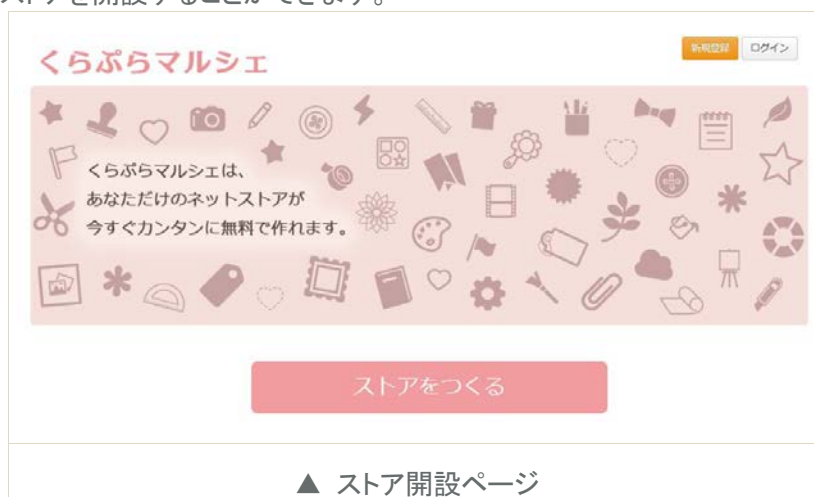 ストアを開設することができます。
くらぷらマルシェ
新規登録
ログイン
くらぷらマルシェは、
あなただけのネットストアが
今すぐカンタンに無料で作れます。
ストアをつくる
▲ ストア開設ページ